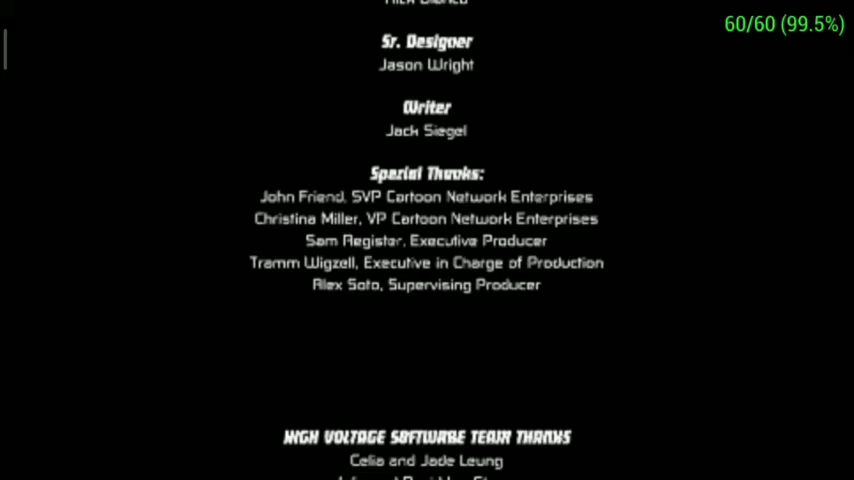 60/60 (99.5%)
Sr. Designer
Jason Wright
Writer
Jack Siegel
Special Thanks:
John Friend, SVP Cartoon Network Enterprises
Christina Miller, VP Cartoon Network Enterprises
Sam Register, Executive Producer
Tramm Wigzell, Executive in Charge of Production
Alex Soto, Supervising Producer
HIGH VOLTAGE SOFTWARE TEAM THANKS
Celia and Jade Leung